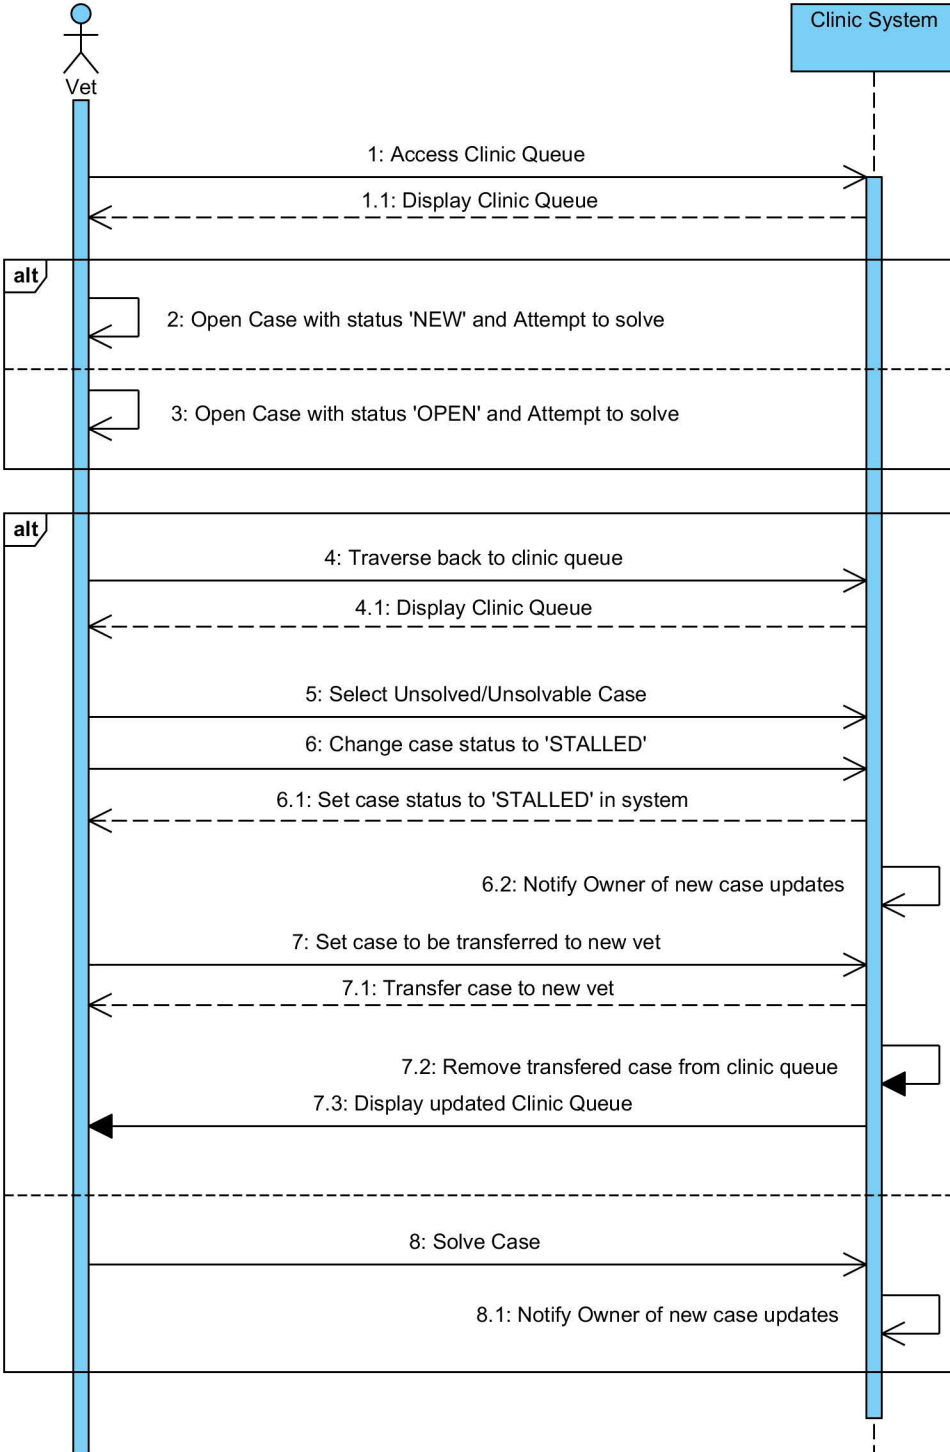 Clinic System
Vet
1: Access Clinic Queue
1.1: Display Clinic Queue
alt
2: Open Case with status 'NEW' and Attempt to solve
3: Open Case with status 'OPEN' and Attempt to solve
alt
4: Traverse back to clinic queue
4.1: Display Clinic Queue
5: Select Unsolved/Unsolvable Case
6: Change case status to 'STALLED'
6.1: Set case status to 'STALLED' in system
6.2: Notify Owner of new case updates
7: Set case to be transferred to new vet
7.1: Transfer case to new vet
7.2: Remove transfered case from clinic queue
7.3: Display updated Clinic Queue
8: Solve Case
8.1: Notify Owner of new case updates